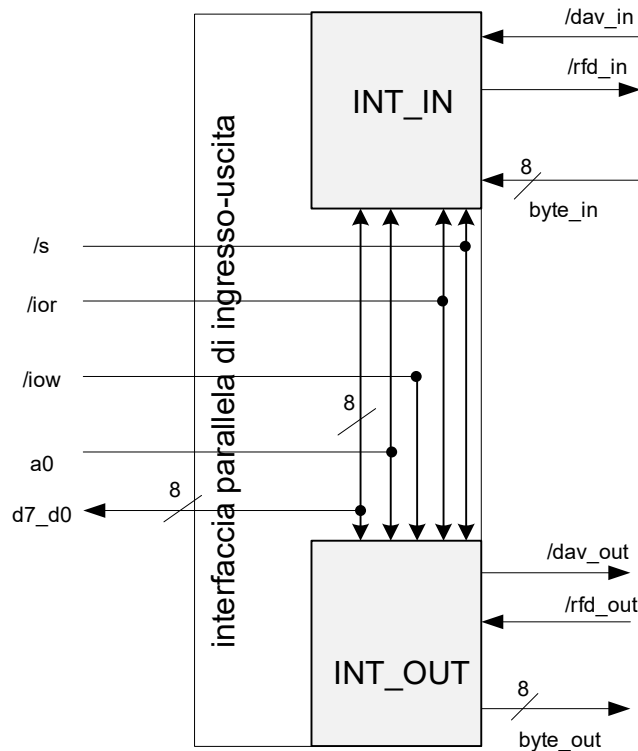 /dav_in
/rfd_in
INT_IN
8
byte_in
/s
/ior
/iow
8
a0
8
d7_d0
interfaccia parallela di ingresso-uscita
/dav_out
/rfd_out
INT_OUT
8
byte_out